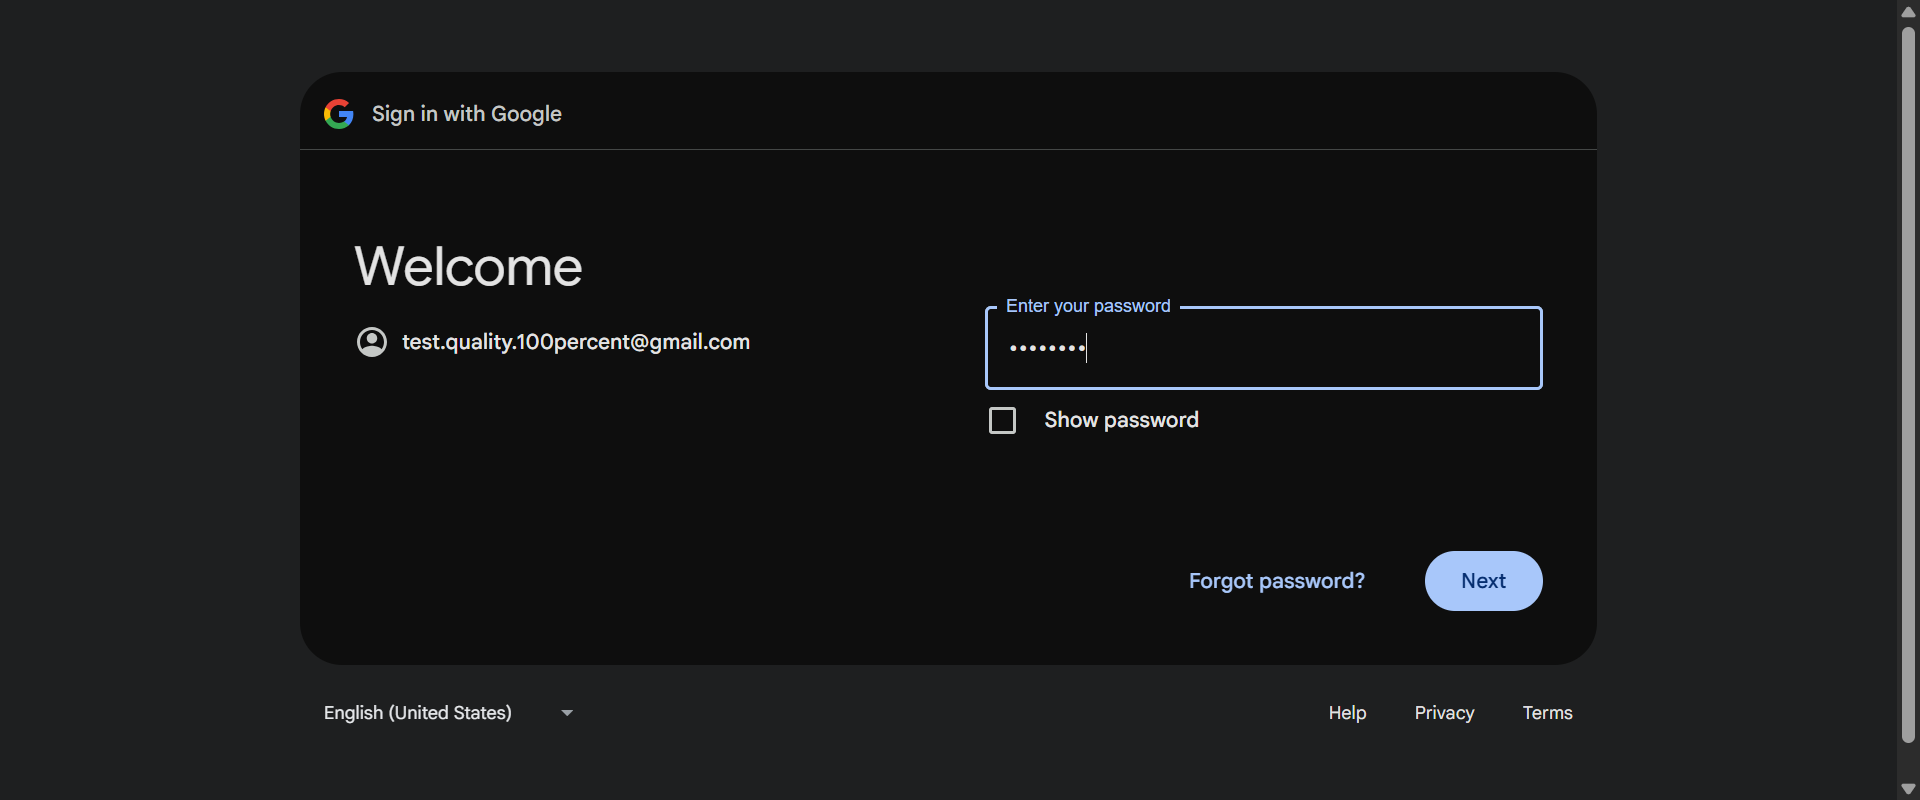 Sign in with Google
Welcome
test.quality.100percent@gmail.com
Enter your password
••••••••
Show password
Forgot password?
Next
English (United States)
Help
Privacy
Terms